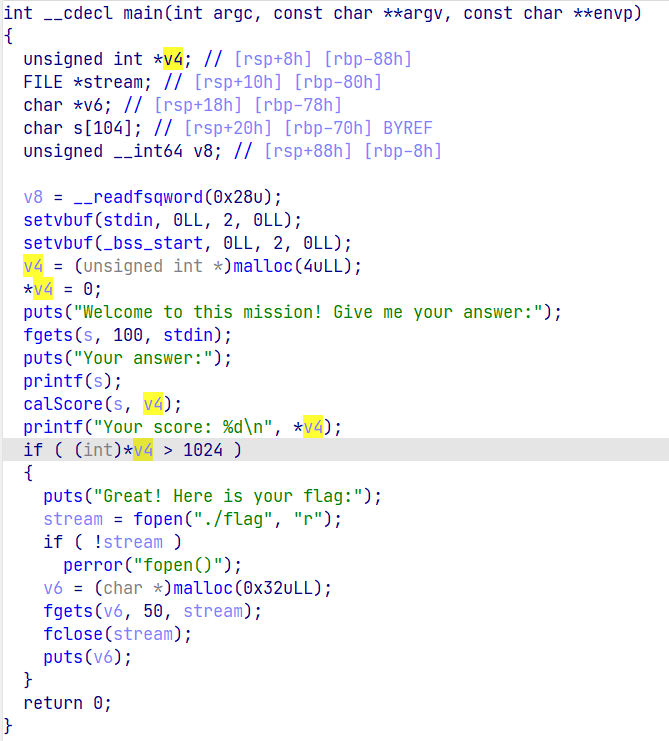 int __cdecl main(int argc, const char **argv, const char **envp)
{
  unsigned int *v4; // [rsp+8h] [rbp-88h]
  FILE *stream; // [rsp+10h] [rbp-80h]
  char *v6; // [rsp+18h] [rbp-78h]
  char s[104]; // [rsp+20h] [rbp-70h] BYREF
  unsigned __int64 v8; // [rsp+88h] [rbp-8h]

  v8 = __readfsqword(0x28u);
  setvbuf(stdin, 0LL, 2, 0LL);
  setvbuf(_bss_start, 0LL, 2, 0LL);
  v4 = (unsigned int *)malloc(4uLL);
  *v4 = 0;
  puts("Welcome to this mission! Give me your answer:");
  fgets(s, 100, stdin);
  puts("Your answer:");
  printf(s);
  calScore(s, v4);
  printf("Your score: %d\n", *v4);
  if ( (int)*v4 > 1024 )
  {
    puts("Great! Here is your flag:");
    stream = fopen("./flag", "r");
    if ( !stream )
      perror("fopen()");
    v6 = (char *)malloc(0x32uLL);
    fgets(v6, 50, stream);
    fclose(stream);
    puts(v6);
  }
  return 0;
}